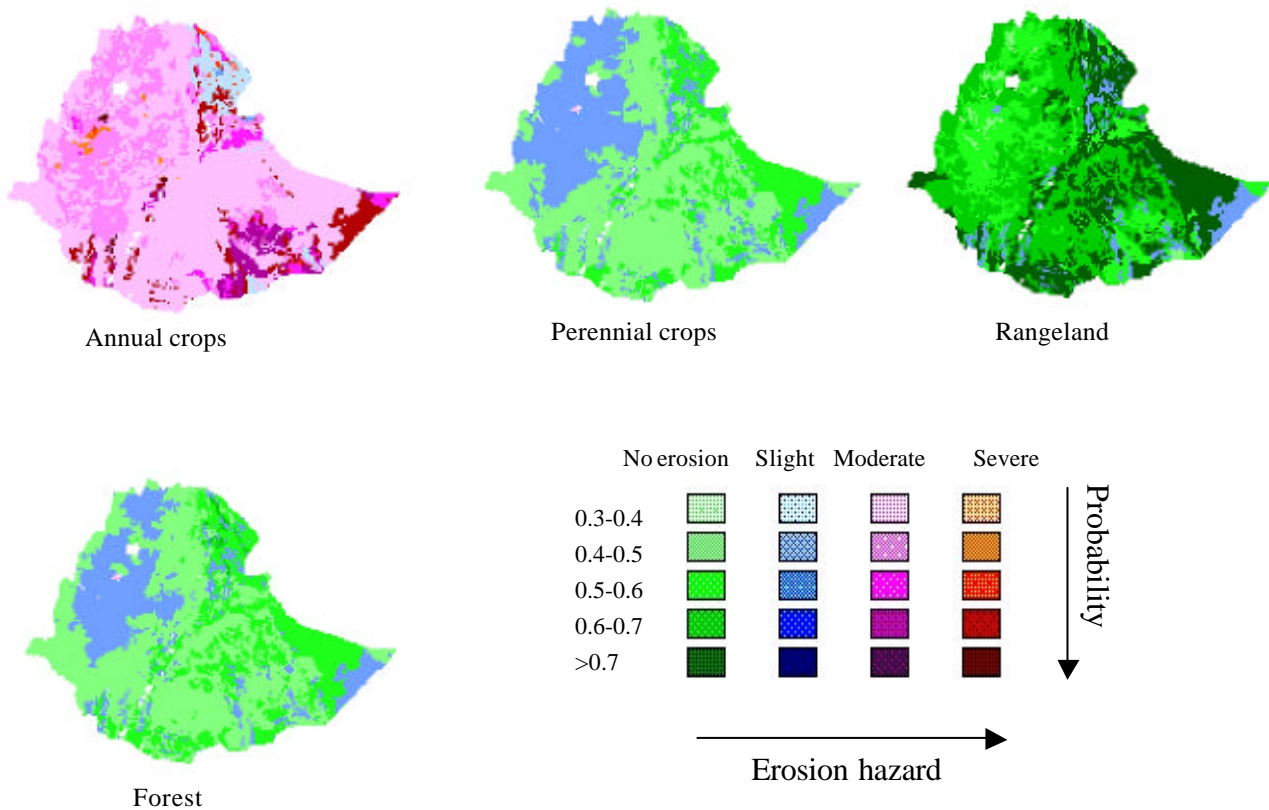 Annual crops
Perennial crops
Rangeland
No erosion Slight Moderate Severe
0.3-0.4
0.4-0.5
0.5-0.6
0.6-0.7
>0.7
Probability
Erosion hazard
Forest